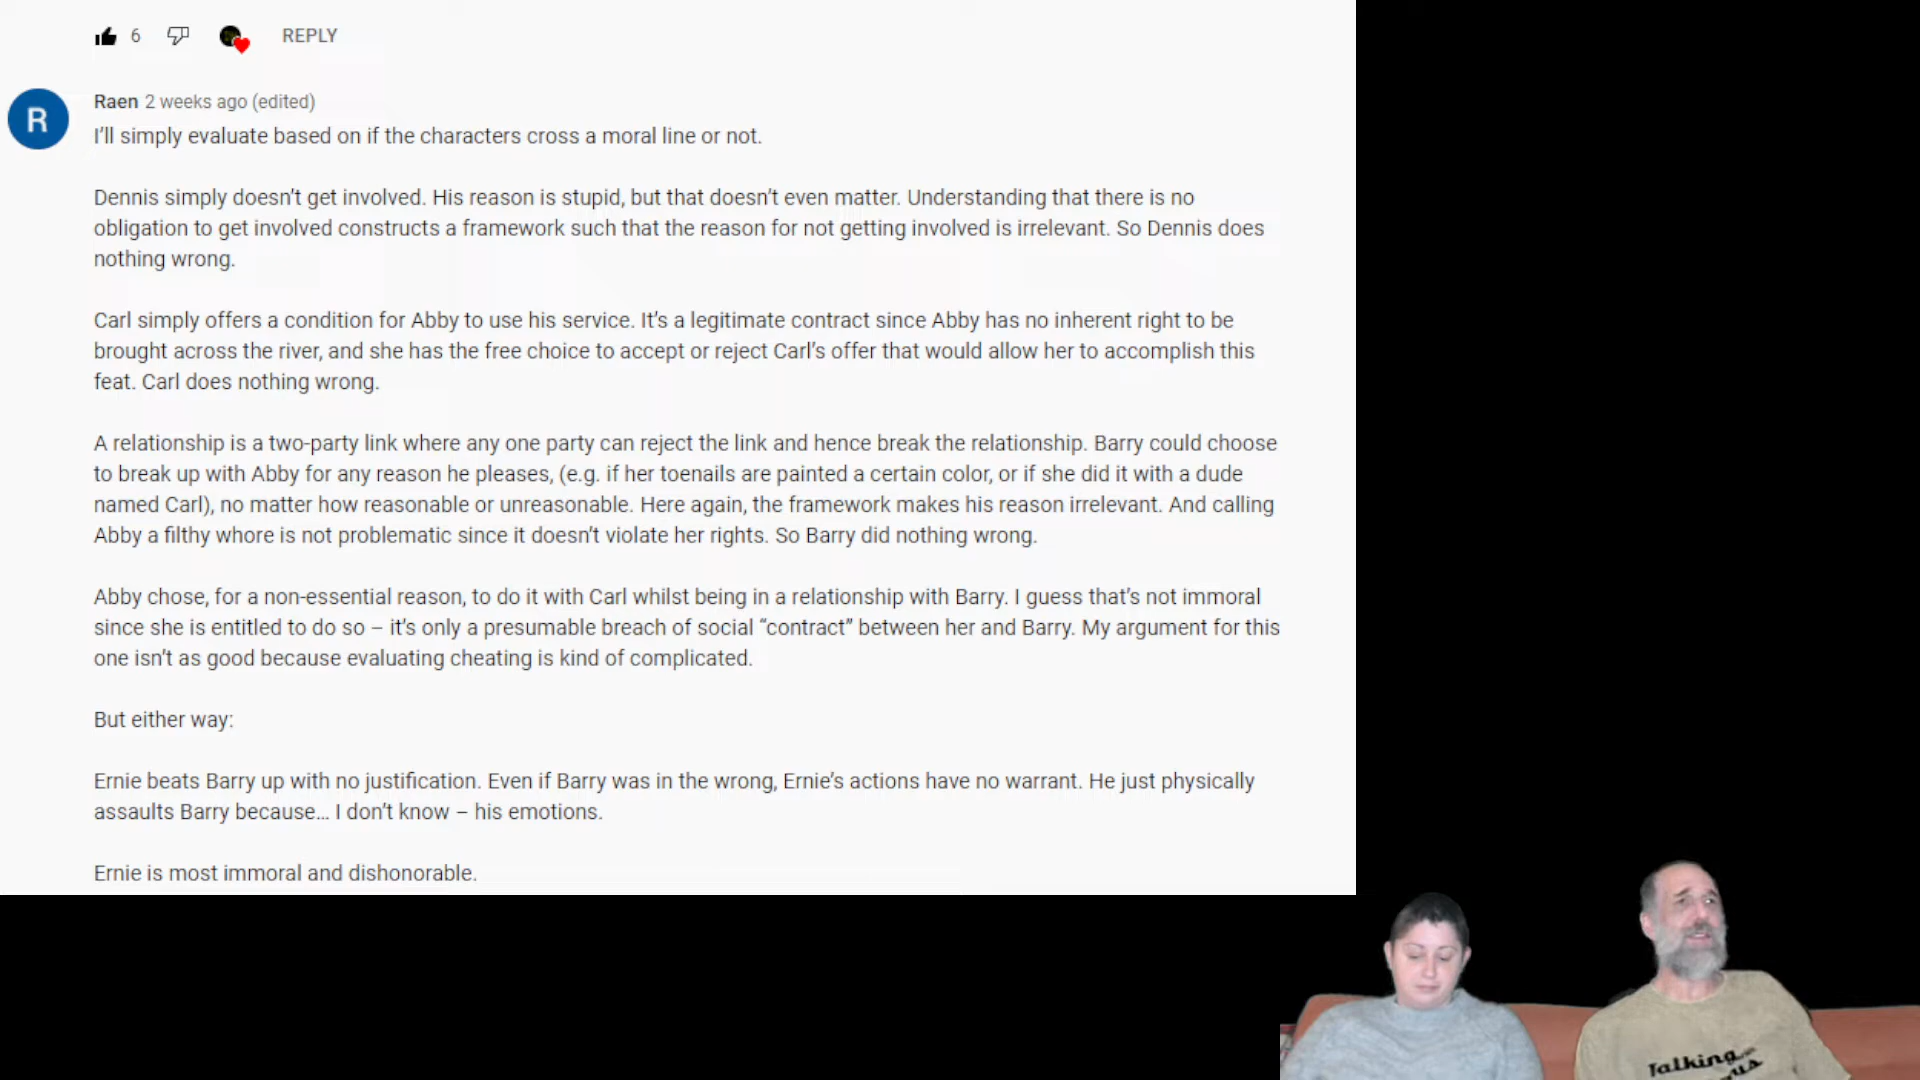 6 REPLY
R
Raen 2 weeks ago (edited)
I’ll simply evaluate based on if the characters cross a moral line or not.
Dennis simply doesn’t get involved. His reason is stupid, but that doesn’t even matter. Understanding that there is no
obligation to get involved constructs a framework such that the reason for not getting involved is irrelevant. So Dennis does
nothing wrong.
Carl simply offers a condition for Abby to use his service. It’s a legitimate contract since Abby has no inherent right to be
brought across the river, and she has the free choice to accept or reject Carl’s offer that would allow her to accomplish this
feat. Carl does nothing wrong.
A relationship is a two-party link where any one party can reject the link and hence break the relationship. Barry could choose
to break up with Abby for any reason he pleases, (e.g. if her toenails are painted a certain color, or if she did it with a dude
named Carl), no matter how reasonable or unreasonable. Here again, the framework makes his reason irrelevant. And calling
Abby a filthy whore is not problematic since it doesn’t violate her rights. So Barry did nothing wrong.
Abby chose, for a non-essential reason, to do it with Carl whilst being in a relationship with Barry. I guess that’s not immoral
since she is entitled to do so – it’s only a presumable breach of social “contract” between her and Barry. My argument for this
one isn’t as good because evaluating cheating is kind of complicated.
But either way:
Ernie beats Barry up with no justification. Even if Barry was in the wrong, Ernie’s actions have no warrant. He just physically
assaults Barry because… I don’t know – his emotions.
Ernie is most immoral and dishonorable.
Talking